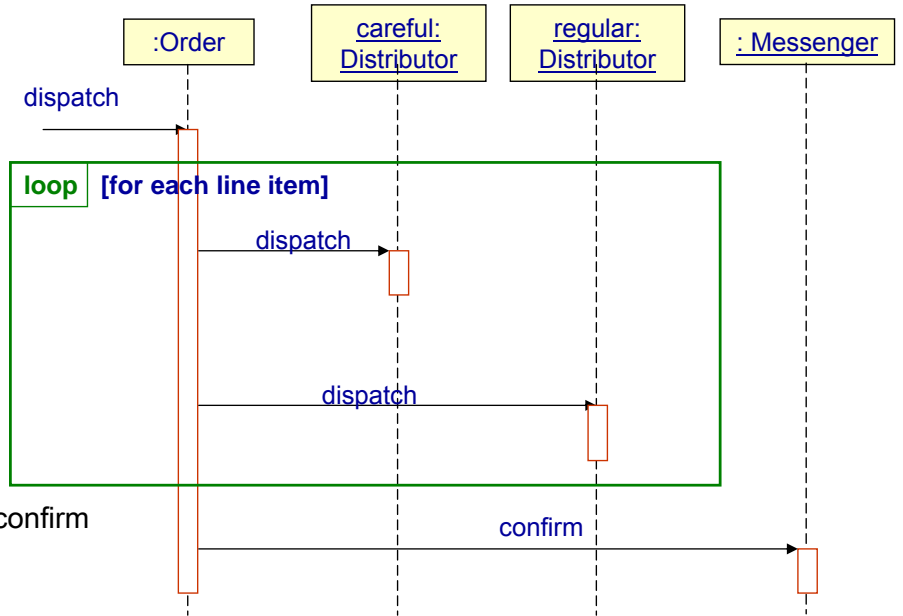 :Order
careful:
Distributor
regular:
Distributor
: Messenger
dispatch
loop [for each line item]
dispatch
dispatch
confirm
confirm